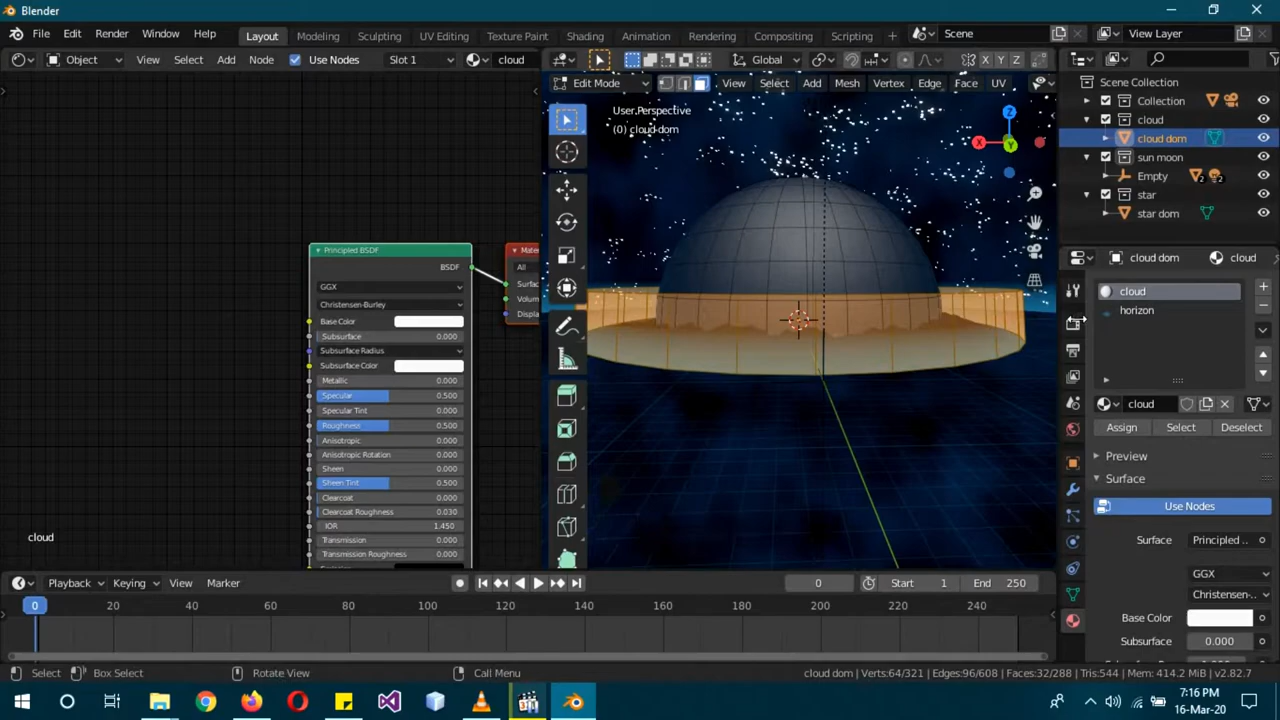 Blender
File Edit Render Window Help Layout Modeling Sculpting UV Editing Texture Paint Shading Animation Rendering Compositing Scripting Scene View Layer
Object View Select Add Node Use Nodes Slot 1 cloud
Global X Y Z
Edit Mode View Select Add Mesh Vertex Edge Face UV
User Perspective
(0) cloud dom
X Y Z
Scene Collection
Collection
cloud
cloud dom
sun moon
Empty 2 2
star
star dom
Principled BSDF
BSDF
GGX
Christensen-Burley
Base Color
Subsurface 0.000
Subsurface Radius
Subsurface Color
Metallic 0.000
Specular 0.500
Specular Tint 0.000
Roughness 0.500
Anisotropic 0.000
Anisotropic Rotation 0.000
Sheen 0.000
Sheen Tint 0.500
Clearcoat 0.000
Clearcoat Roughness 0.030
IOR 1.450
Transmission 0.000
Transmission Roughness 0.000
Mate
All
Surfac
Volum
Displa
cloud
cloud dom cloud
cloud
horizon
cloud
Assign Select Deselect
Preview
Surface
Use Nodes
Surface Principled ..
GGX
Christensen-..
Base Color
Subsurface 0.000
Playback Keying View Marker 0 Start 1 End 250
0 20 40 60 80 100 120 140 160 180 200 220 240
Select Box Select Rotate View Call Menu cloud dom | Verts:64/321 | Edges:96/608 | Faces:32/288 | Tris:544 | Mem: 414.2 MiB | v2.82.7
7:16 PM
16-Mar-20